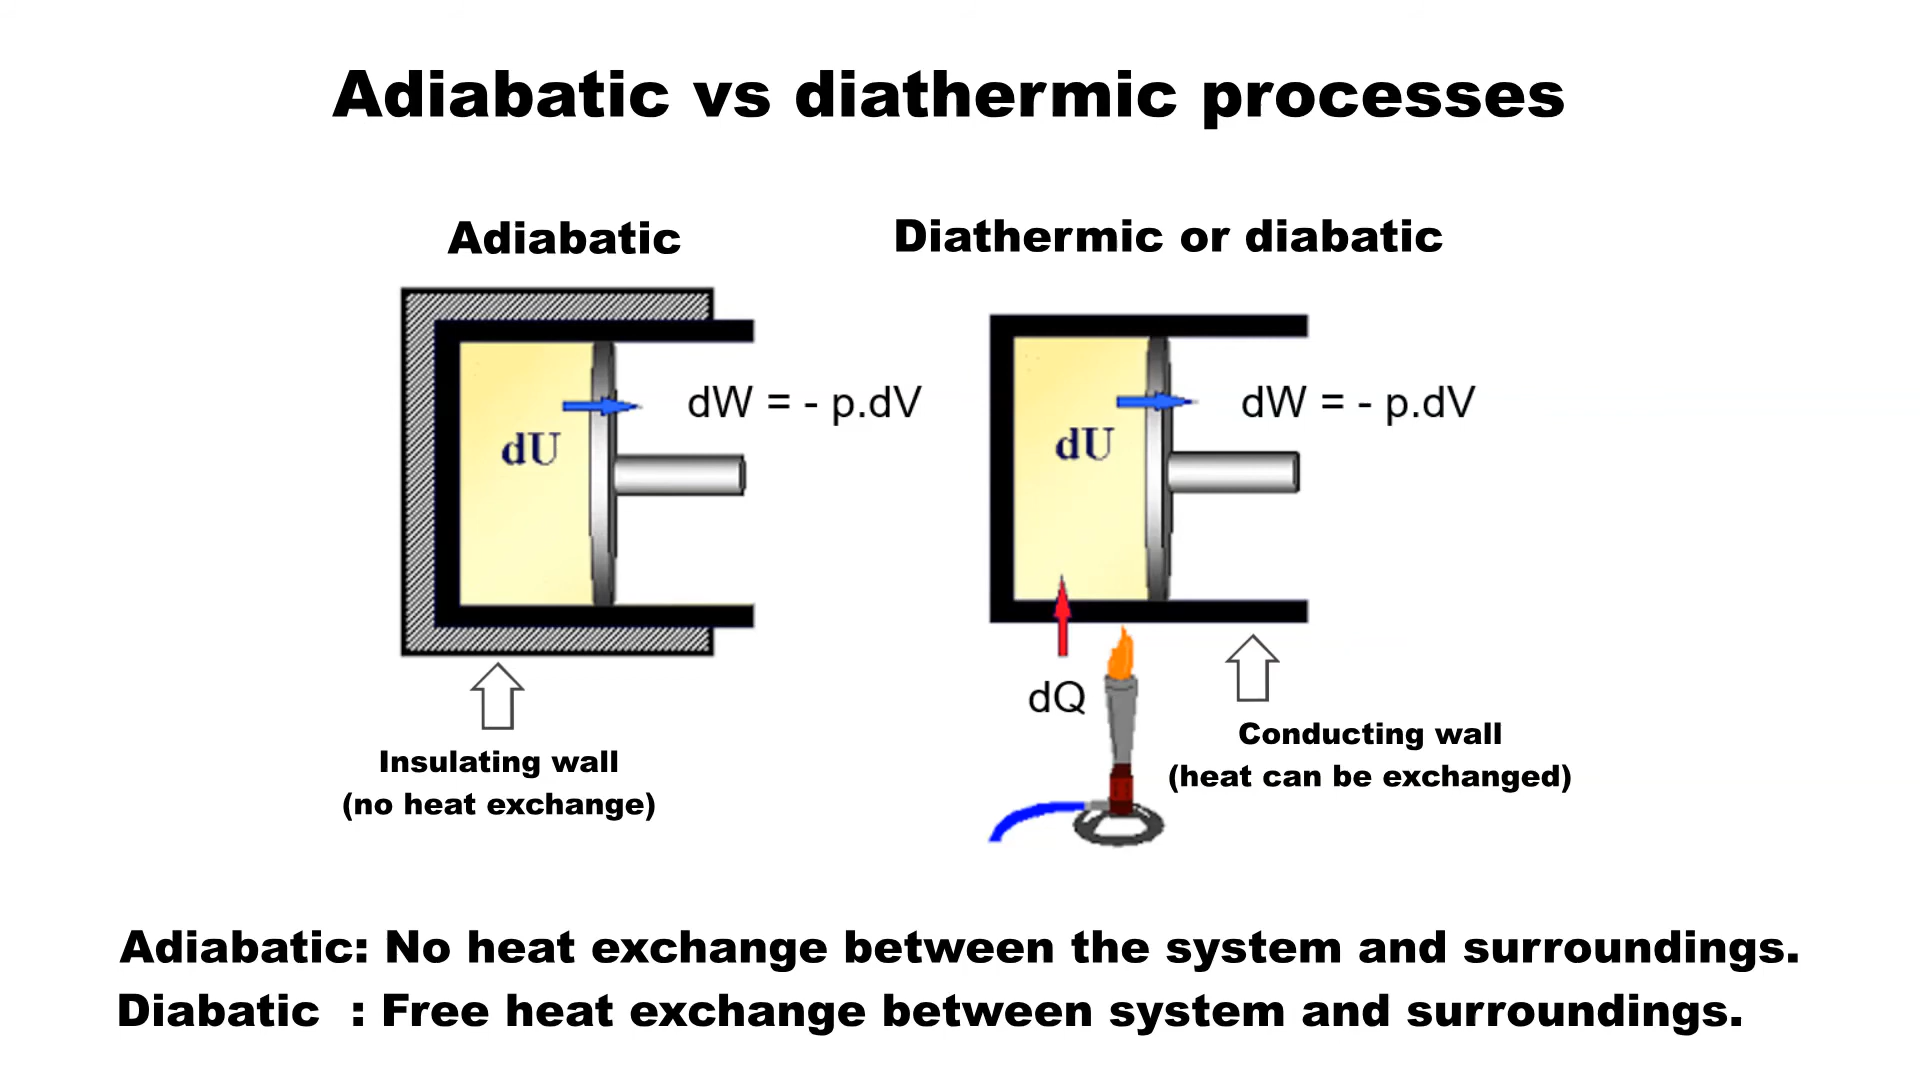 Adiabatic vs diathermic processes
Adiabatic
Diathermic or diabatic
dW = - p.dV
dU
dW = - p.dV
dU
dQ
Insulating wall
(no heat exchange)
Conducting wall
(heat can be exchanged)
Adiabatic: No heat exchange between the system and surroundings.
Diabatic : Free heat exchange between system and surroundings.